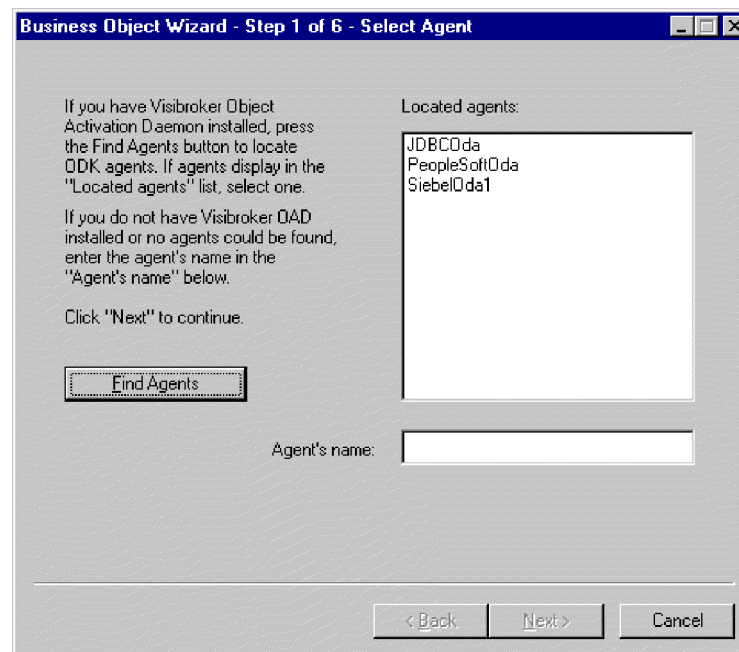 Business Object Wizard - Step 1 of 6 - Select Agent
If you have Visibroker Object
Activation Daemon installed, press
the Find Agents button to locate
ODK agents. If agents display in the
"Located agents" list, select one.
If you do not have Visibroker OAD
installed or no agents could be found,
enter the agent's name in the
"Agent's name" below.
Click "Next" to continue.
Find Agents
Located agents:
JDBCOda
PeopleSoftOda
SiebelOda1
Agent's name:
< Back
Next >
Cancel